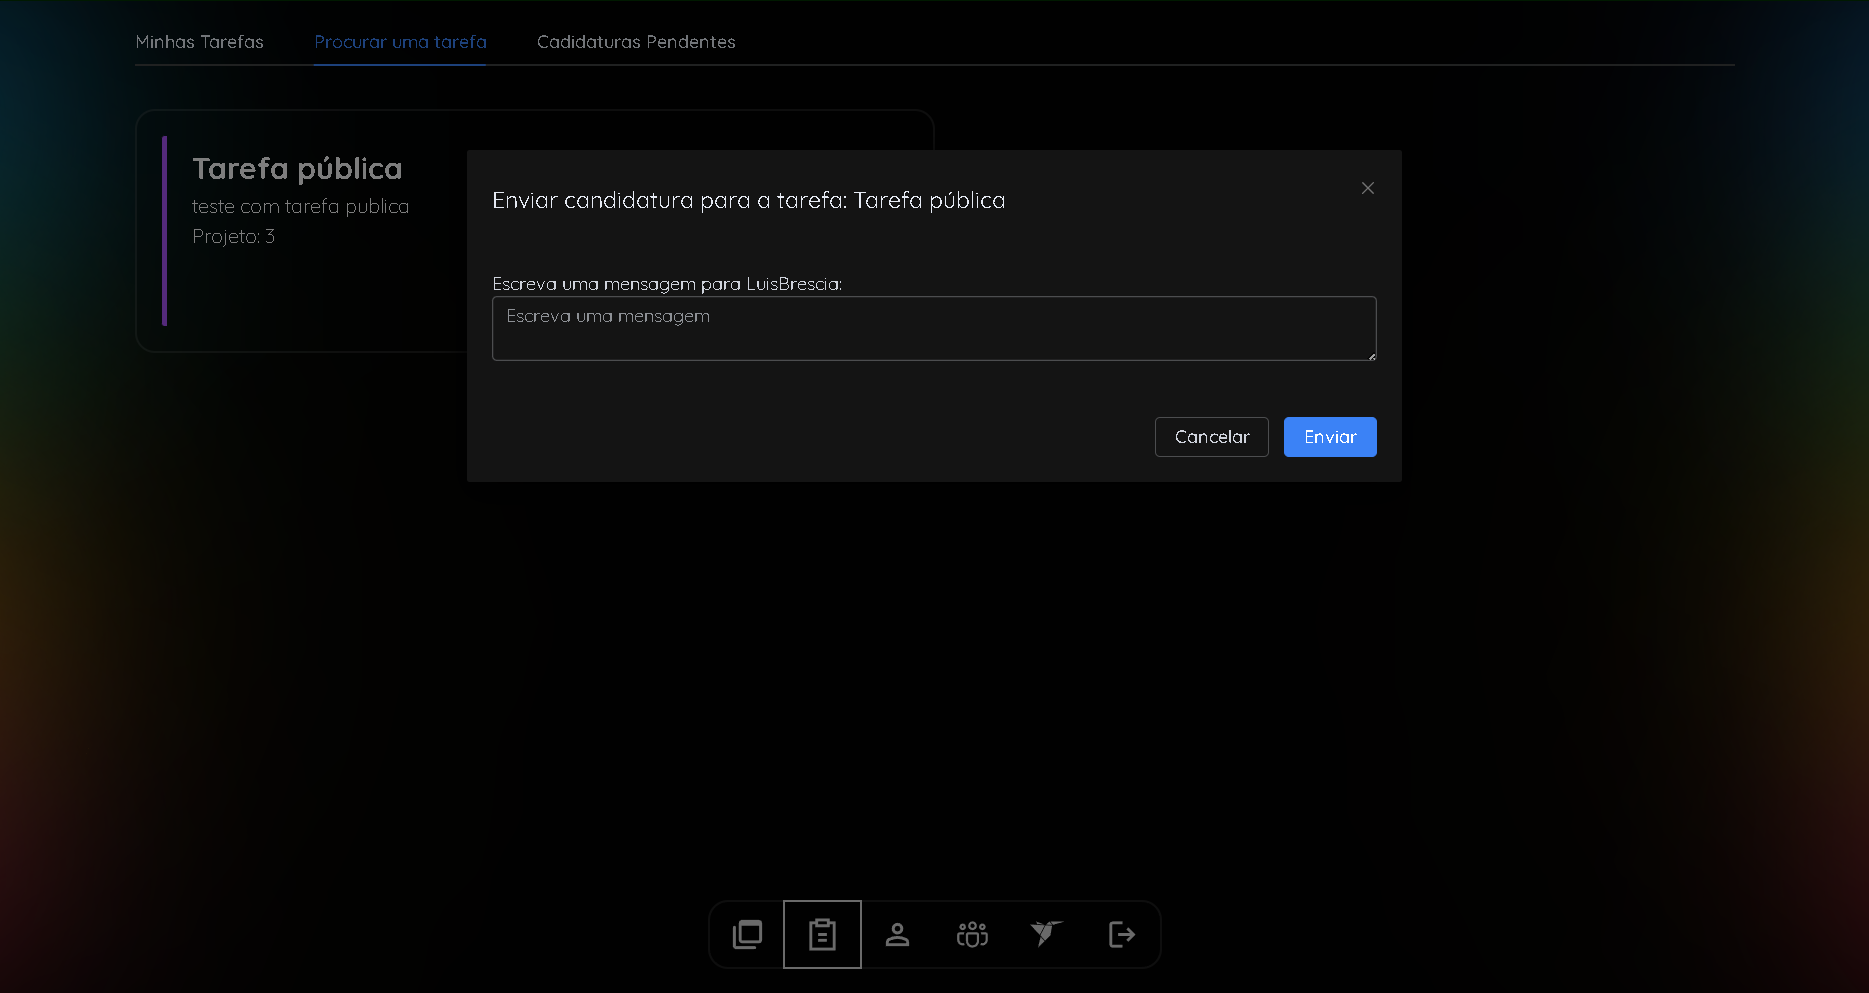 Minhas Tarefas
Procurar uma tarefa
Cadidaturas Pendentes
Tarefa pública
teste com tarefa publica
Projeto: 3
Enviar candidatura para a tarefa: Tarefa pública
Escreva uma mensagem para LuisBrescia:
Escreva uma mensagem
Cancelar
Enviar